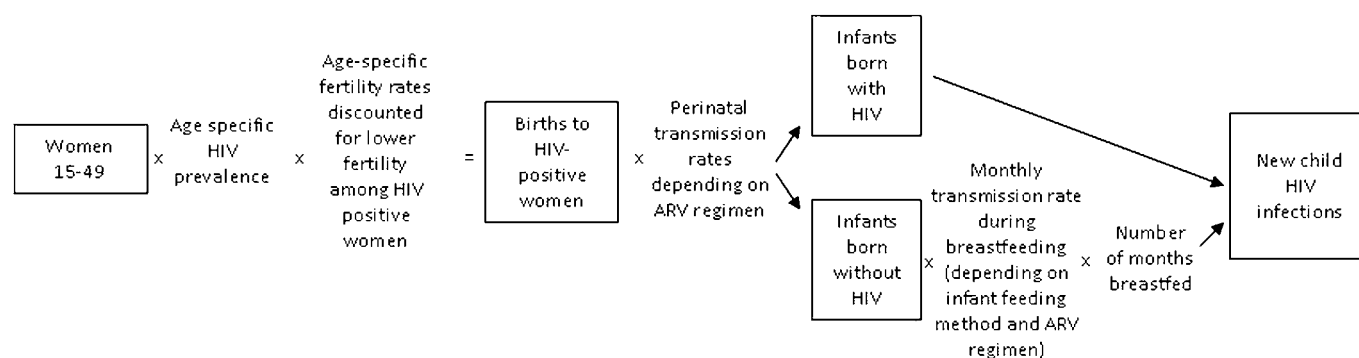 Women
15-49
x
Age specific
HIV
prevalence
x
Age-specific
fertility rates
discounted
for lower
fertility
among HIV
positive
women
=
Births to
HIV-
positive
women
x
Perinatal
transmission
rates
depending on
ARV regimen
Infants
born
with
HIV
Infants
born
without
HIV
x
Monthly
transmission rate
during
breastfeeding
(depending on
infant feeding
method and ARV
regimen)
x
Number
of months
breastfed
New child
HIV
infections